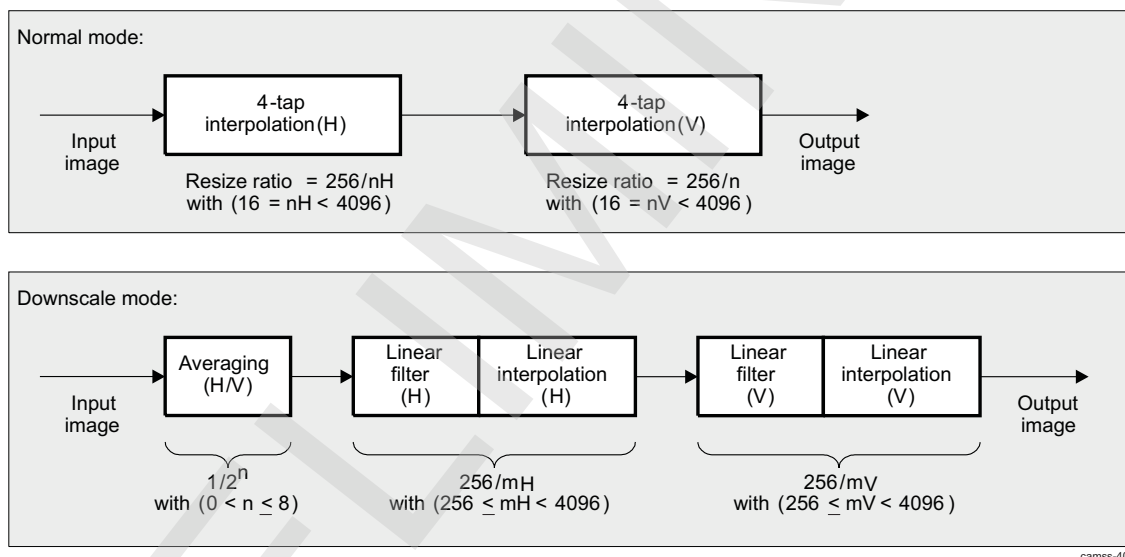 Normal mode:
4-tap
interpolation(H)
4-tap
interpolation(V)
Input
image
Output
image
Resize ratio = 256/nH
with (16 = nH < 4096)
Resize ratio = 256/n
with (16 = nV < 4096)
Downscale mode:
Averaging
(H/V)
Linear
filter
(H)
Linear
interpolation
(H)
Linear
filter
(V)
Linear
interpolation
(V)
Input
image
Output
image
1/2ⁿ
with (0 < n ≤ 8)
256/mH
with (256 ≤ mH < 4096)
256/mV
with (256 ≤ mV < 4096)